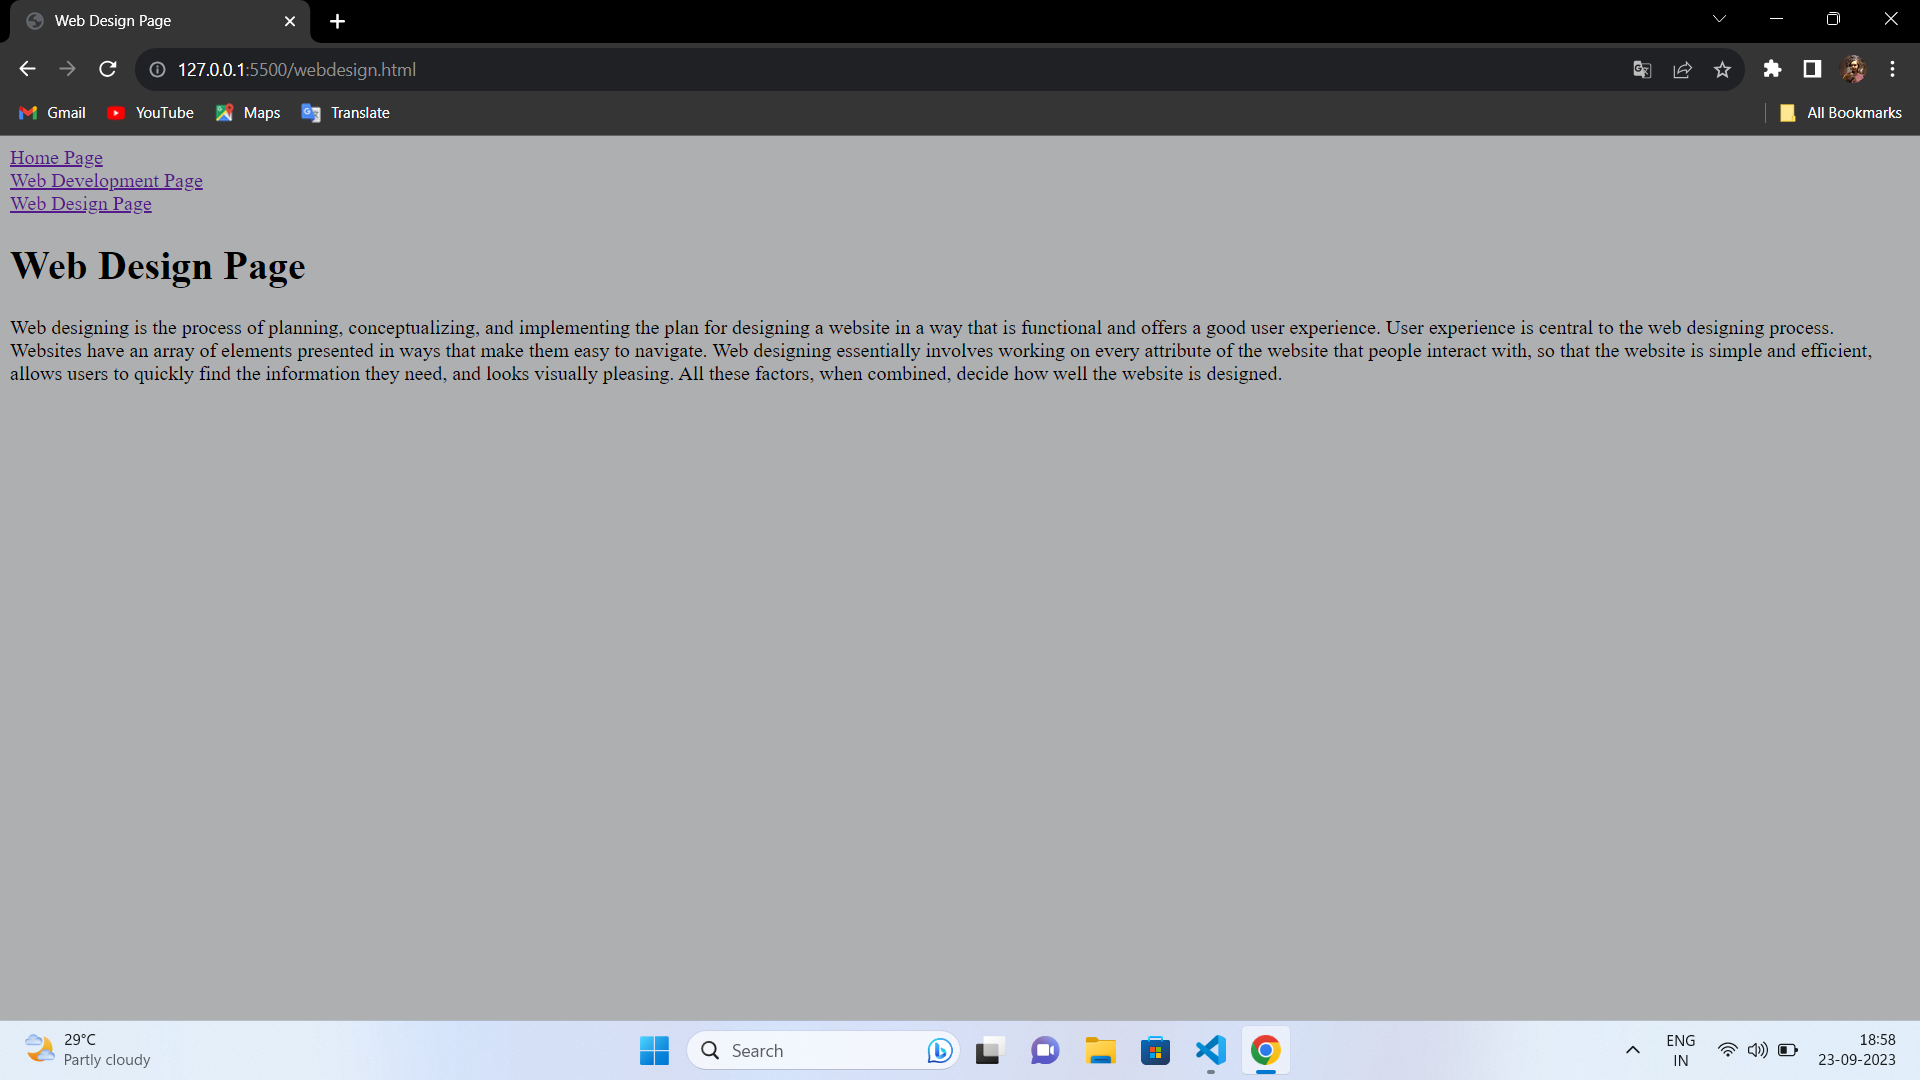 Web Design Page
127.0.0.1:5500/webdesign.html
Gmail YouTube Maps Translate All Bookmarks
Home Page
Web Development Page
Web Design Page
Web Design Page
Web designing is the process of planning, conceptualizing, and implementing the plan for designing a website in a way that is functional and offers a good user experience. User experience is central to the web designing process.
Websites have an array of elements presented in ways that make them easy to navigate. Web designing essentially involves working on every attribute of the website that people interact with, so that the website is simple and efficient,
allows users to quickly find the information they need, and looks visually pleasing. All these factors, when combined, decide how well the website is designed.
29°C
Partly cloudy
Search
ENG
IN
18:58
23-09-2023